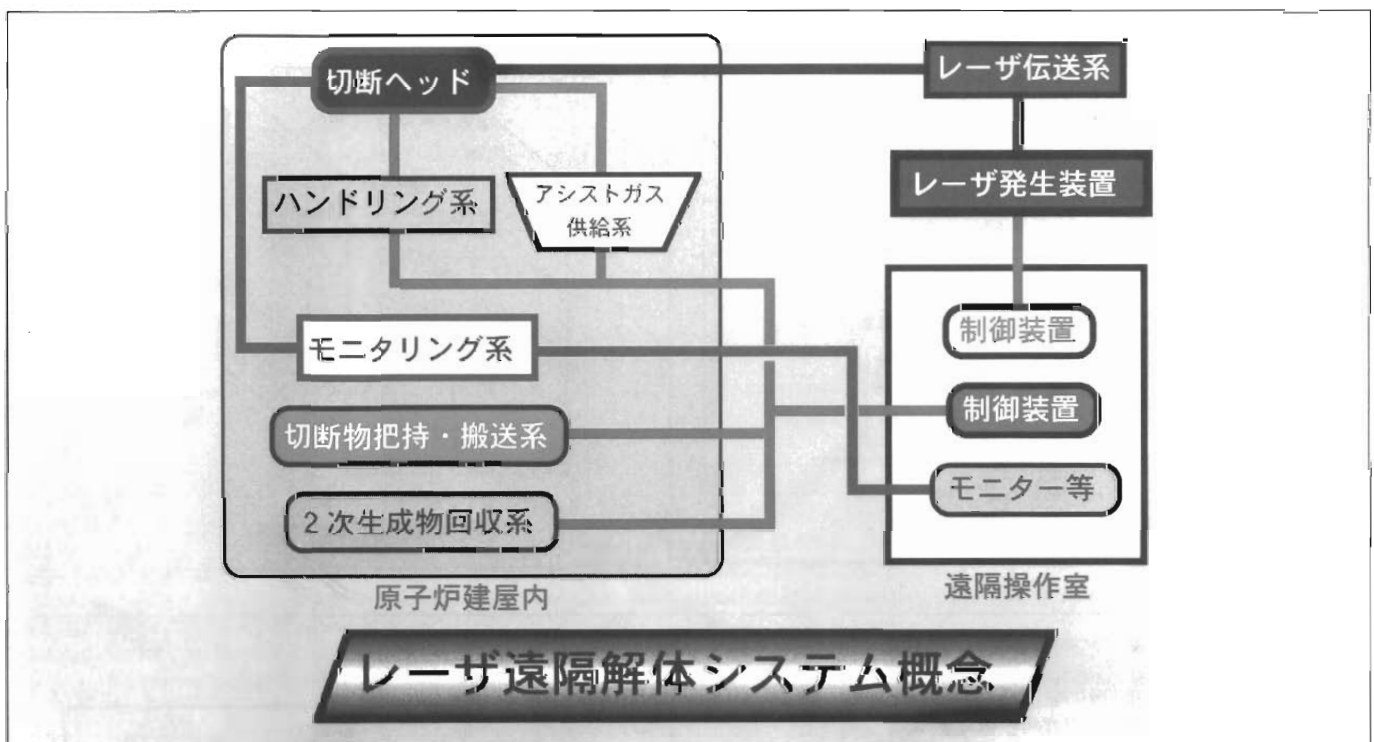 切断ヘッド
レーザ伝送系
レーザ発生装置
ハンドリング系
アシストガス
供給系
制御装置
モニタリング系
制御装置
切断物把持・搬送系
モニター等
2次生成物回収系
原子炉建屋内
遠隔操作室
レーザ遠隔解体システム概念